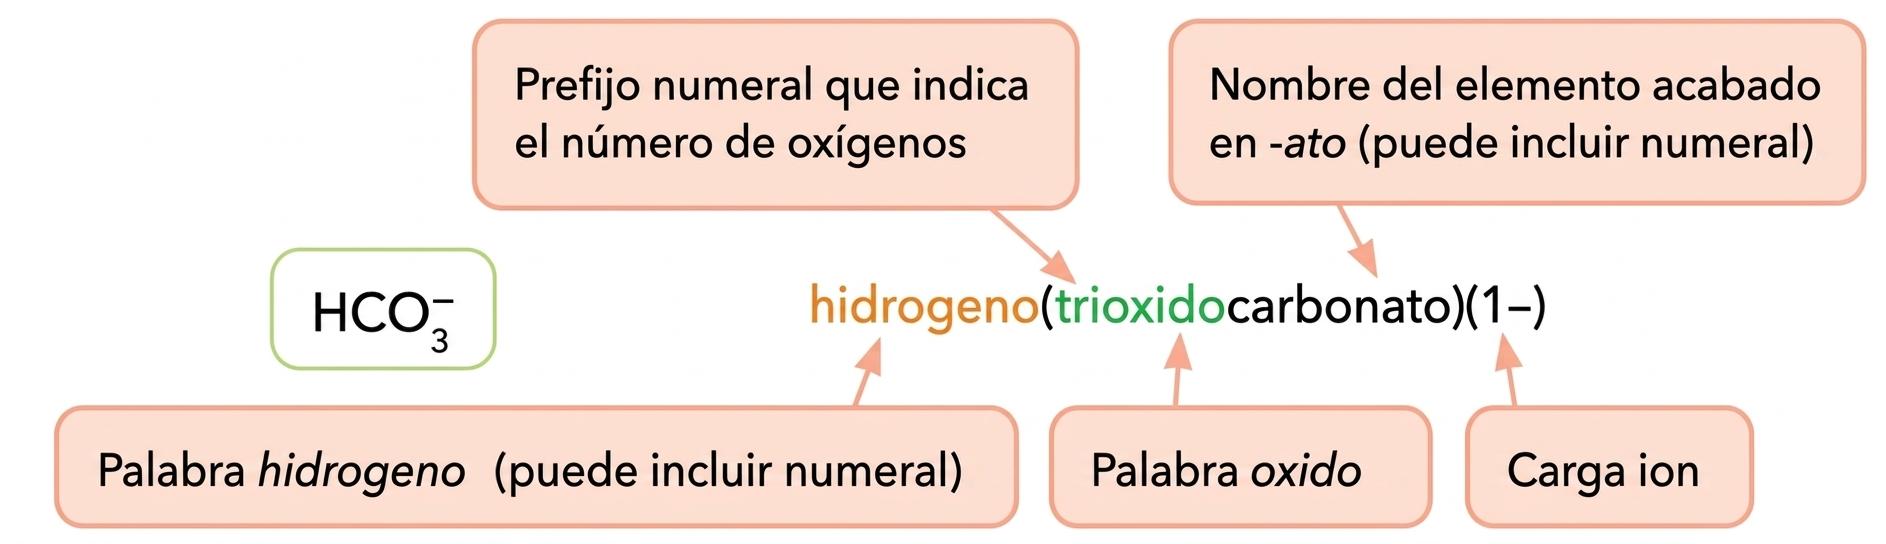 Prefijo numeral que indica
el número de oxígenos
Nombre del elemento acabado
en -ato (puede incluir numeral)
HCO₃⁻
hidrogeno(trioxidocarbonato)(1−)
Palabra hidrogeno (puede incluir numeral)
Palabra oxido
Carga ion